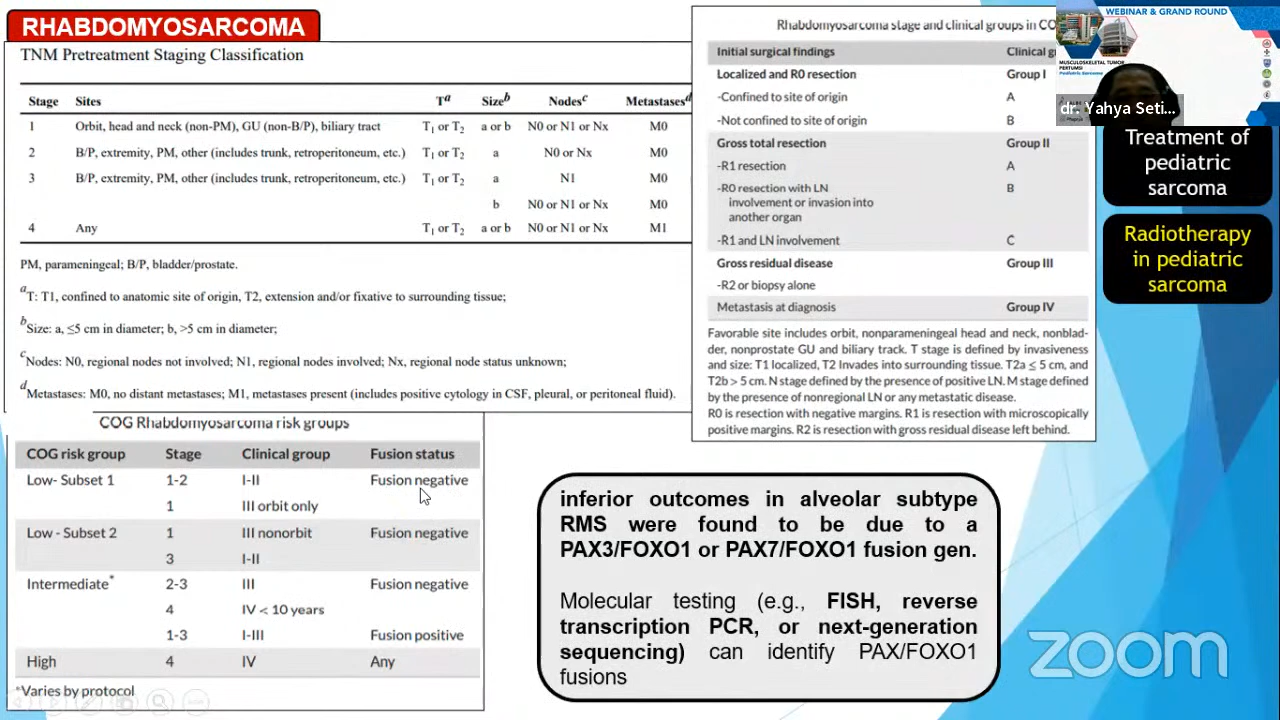 RHABDOMYOSARCOMA
TNM Pretreatment Staging Classification
Stage Sites Tᵃ Sizeᵇ Nodesᶜ Metastasesᵈ
1 Orbit, head and neck (non-PM), GU (non-B/P), biliary tract T₁ or T₂ a or b N0 or N1 or Nx M0
2 B/P, extremity, PM, other (includes trunk, retroperitoneum, etc.) T₁ or T₂ a N0 or Nx M0
3 B/P, extremity, PM, other (includes trunk, retroperitoneum, etc.) T₁ or T₂ a N1 M0
b N0 or N1 or Nx M0
4 Any T₁ or T₂ a or b N0 or N1 or Nx M1
PM, parameningeal; B/P, bladder/prostate.
ᵃT: T1, confined to anatomic site of origin, T2, extension and/or fixative to surrounding tissue;
ᵇSize: a, ≤5 cm in diameter; b, >5 cm in diameter;
ᶜNodes: N0, regional nodes not involved; N1, regional nodes involved; Nx, regional node status unknown;
ᵈMetastases: M0, no distant metastases; M1, metastases present (includes positive cytology in CSF, pleural, or peritoneal fluid).
Rhabdomyosarcoma stage and clinical groups in CO
Initial surgical findings Clinical g
Localized and R0 resection Group I
-Confined to site of origin A
-Not confined to site of origin B
Gross total resection Group II
-R1 resection A
-R0 resection with LN B
involvement or invasion into
another organ
-R1 and LN involvement C
Gross residual disease Group III
-R2 or biopsy alone
Metastasis at diagnosis Group IV
Favorable site includes orbit, nonparameningeal head and neck, nonblad-
der, nonprostate GU and biliary track. T stage is defined by invasiveness
and size: T1 localized, T2 Invades into surrounding tissue. T2a ≤ 5 cm, and
T2b > 5 cm. N stage defined by the presence of positive LN. M stage defined
by the presence of nonregional LN or any metastatic disease.
R0 is resection with negative margins. R1 is resection with microscopically
positive margins. R2 is resection with gross residual disease left behind.
WEBINAR & GRAND ROUND
MUSCULOSKELETAL TUMOR
Pediatric Sarcoma
dr. Yahya Seti...
Treatment of
pediatric
sarcoma
Radiotherapy
in pediatric
sarcoma
COG Rhabdomyosarcoma risk groups
COG risk group Stage Clinical group Fusion status
Low- Subset 1 1-2 I-II Fusion negative
1 III orbit only
Low - Subset 2 1 III nonorbit Fusion negative
3 I-II
Intermediate* 2-3 III Fusion negative
4 IV < 10 years
1-3 I-III Fusion positive
High 4 IV Any
*Varies by protocol
inferior outcomes in alveolar subtype
RMS were found to be due to a
PAX3/FOXO1 or PAX7/FOXO1 fusion gen.
Molecular testing (e.g., FISH, reverse
transcription PCR, or next-generation
sequencing) can identify PAX/FOXO1
fusions
zoom